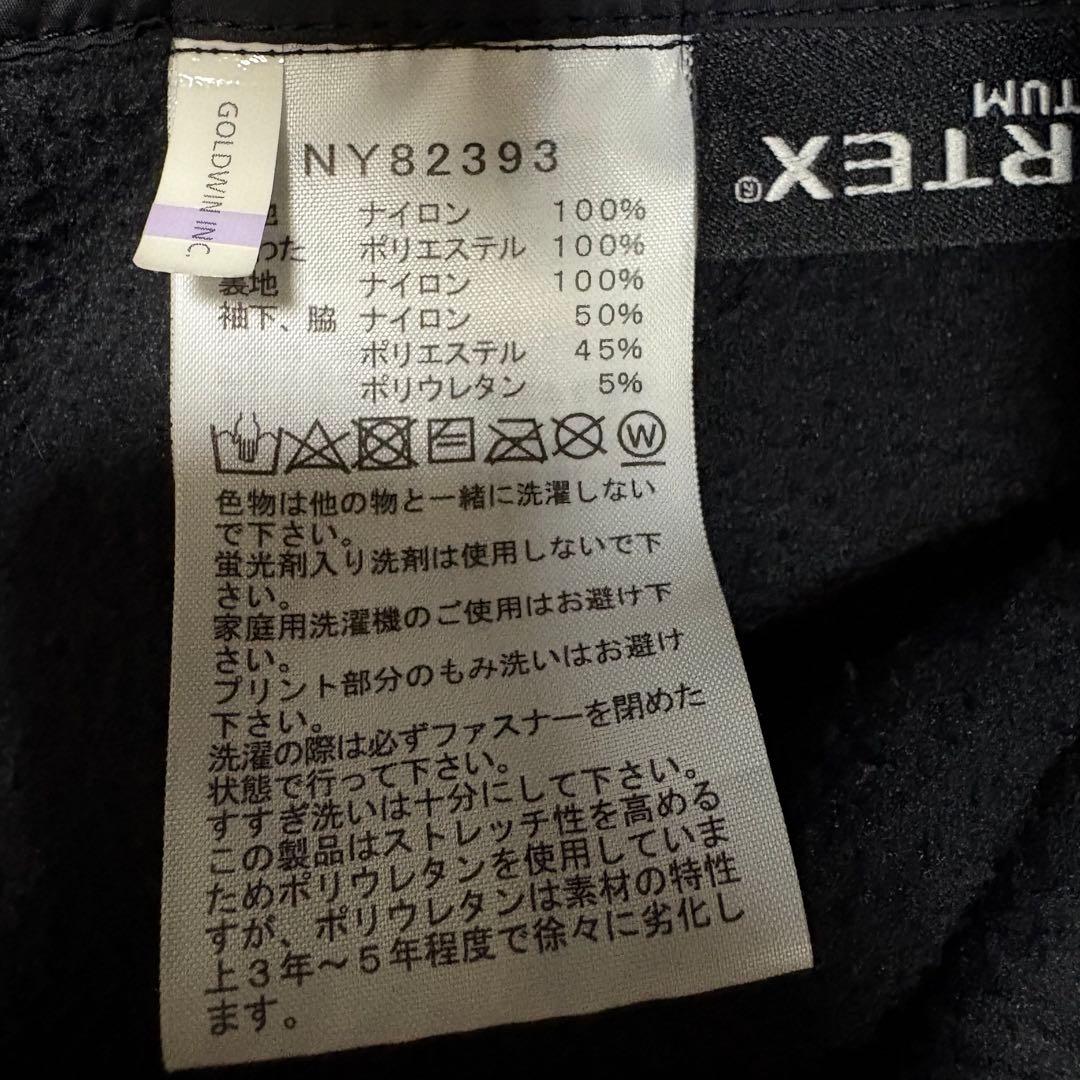 GOLDWIN INC.
NY82393
地 ナイロン 100%
わた ポリエステル 100%
裏地 ナイロン 100%
袖下、脇 ナイロン 50%
ポリエステル 45%
ポリウレタン 5%
W
色物は他の物と一緒に洗濯しない
で下さい。
蛍光剤入り洗剤は使用しないで下
さい。
家庭用洗濯機のご使用はお避け下
さい。
プリント部分のもみ洗いはお避け
下さい。
洗濯の際は必ずファスナーを閉めた
状態で行って下さい。
すすぎ洗いは十分にして下さい。
この製品はストレッチ性を高める
ためポリウレタンを使用していま
すが、ポリウレタンは素材の特性
上3年～5年程度で徐々に劣化し
ます。
RTEX®
TUM